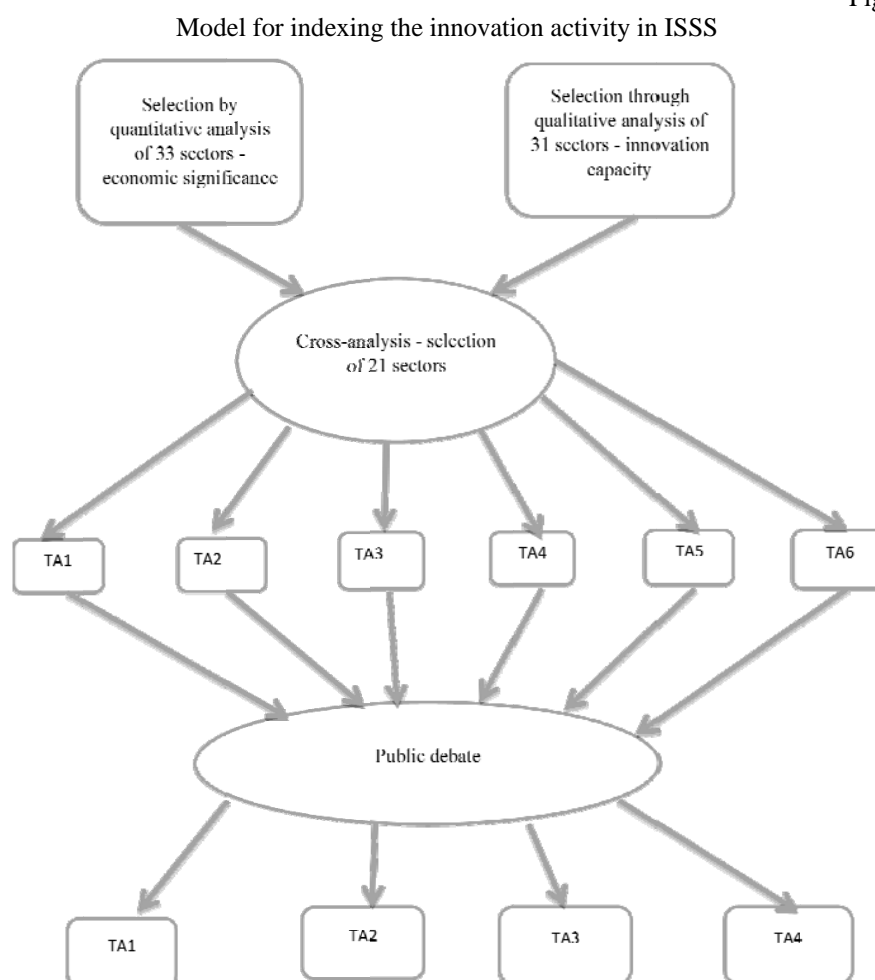 Model for indexing the innovation activity in ISSS
Selection by
quantitative analysis
of 33 sectors -
economic significance
Selection through
qualitative analysis of
31 sectors - innovation
capacity
Cross-analysis - selection
of 21 sectors
TA1
TA2
TA3
TA4
TA5
TA6
Public debate
TA1
TA2
TA3
TA4